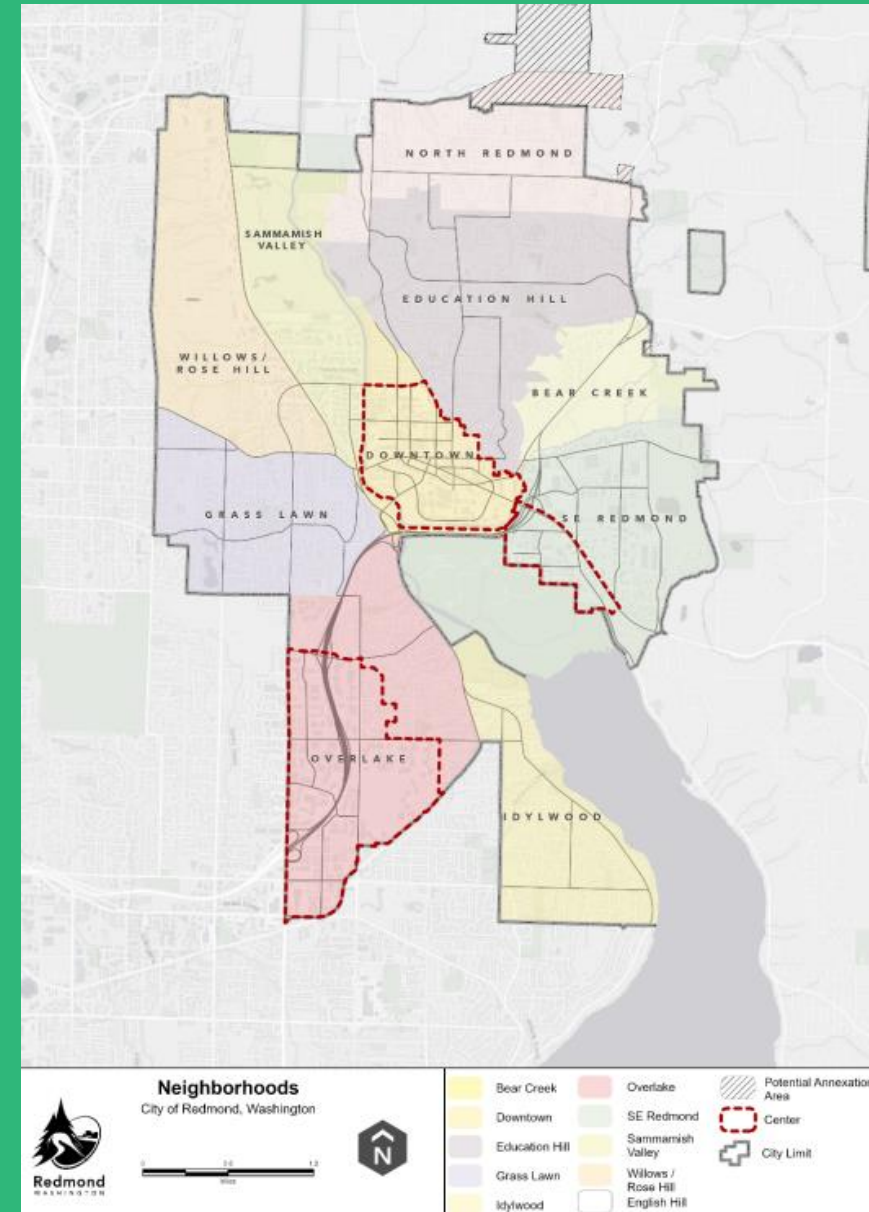 NORTH REDMOND
SAMMAMISH
VALLEY
EDUCATION HILL
WILLOWS/
ROSE HILL
BEAR CREEK
DOWNTOWN
GRASS LAWN
SE REDMOND
OVERLAKE
IDYLWOOD
Neighborhoods
City of Redmond, Washington
Redmond
WASHINGTON
0
Miles
N
Bear Creek
Downtown
Education Hill
Grass Lawn
Idylwood
Overlake
SE Redmond
Sammamish
Valley
Willows /
Rose Hill
English Hill
Potential Annexation
Area
Center
City Limit